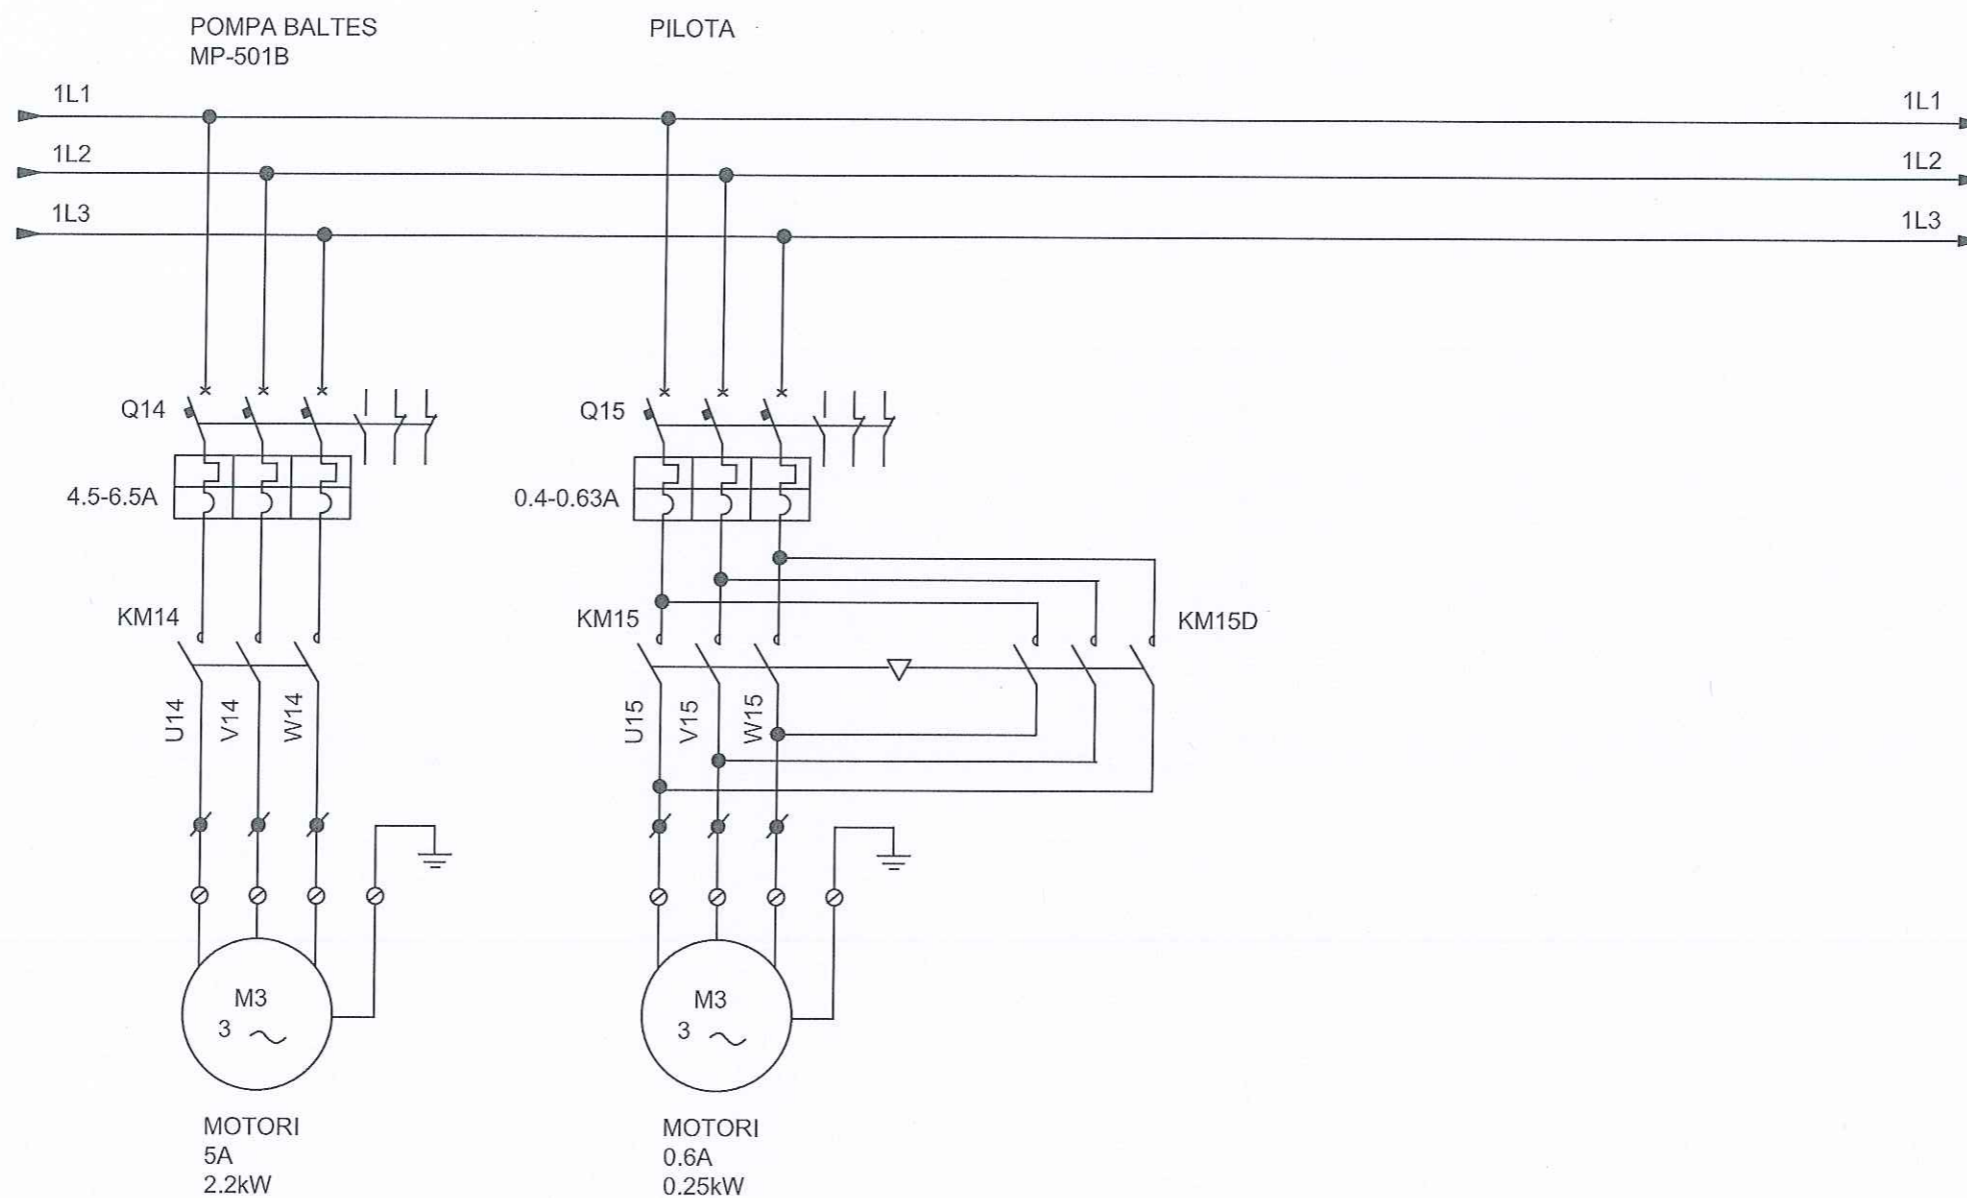 POMPA BALTES
MP-501B
PILOTA
1L1
1L1
1L2
1L2
1L3
1L3
Q14
Q15
4.5-6.5A
0.4-0.63A
KM14
KM15
KM15D
U14
V14
W14
U15
V15
W15
M3
3
M3
3
MOTORI
5A
2.2kW
MOTORI
0.6A
0.25kW